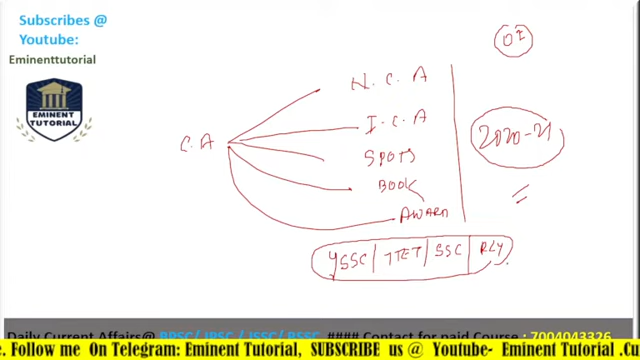 Subscribes @
Youtube:
Eminenttutorial
EMINENT
TUTORIAL
01
C.A
N.C.A
I.C.A
SPOTS
BOOK
AWARD
2020-21
YSSC | TTET | SSC | RLY
Daily Current Affairs@ BPSC/ JPSC / JSSC/ BSSC #### Contact for paid Course : 7004043326
e. Follow me On Telegram: Eminent Tutorial, SUBSCRIBE us @ Youtube- Eminent Tutorial .Cu